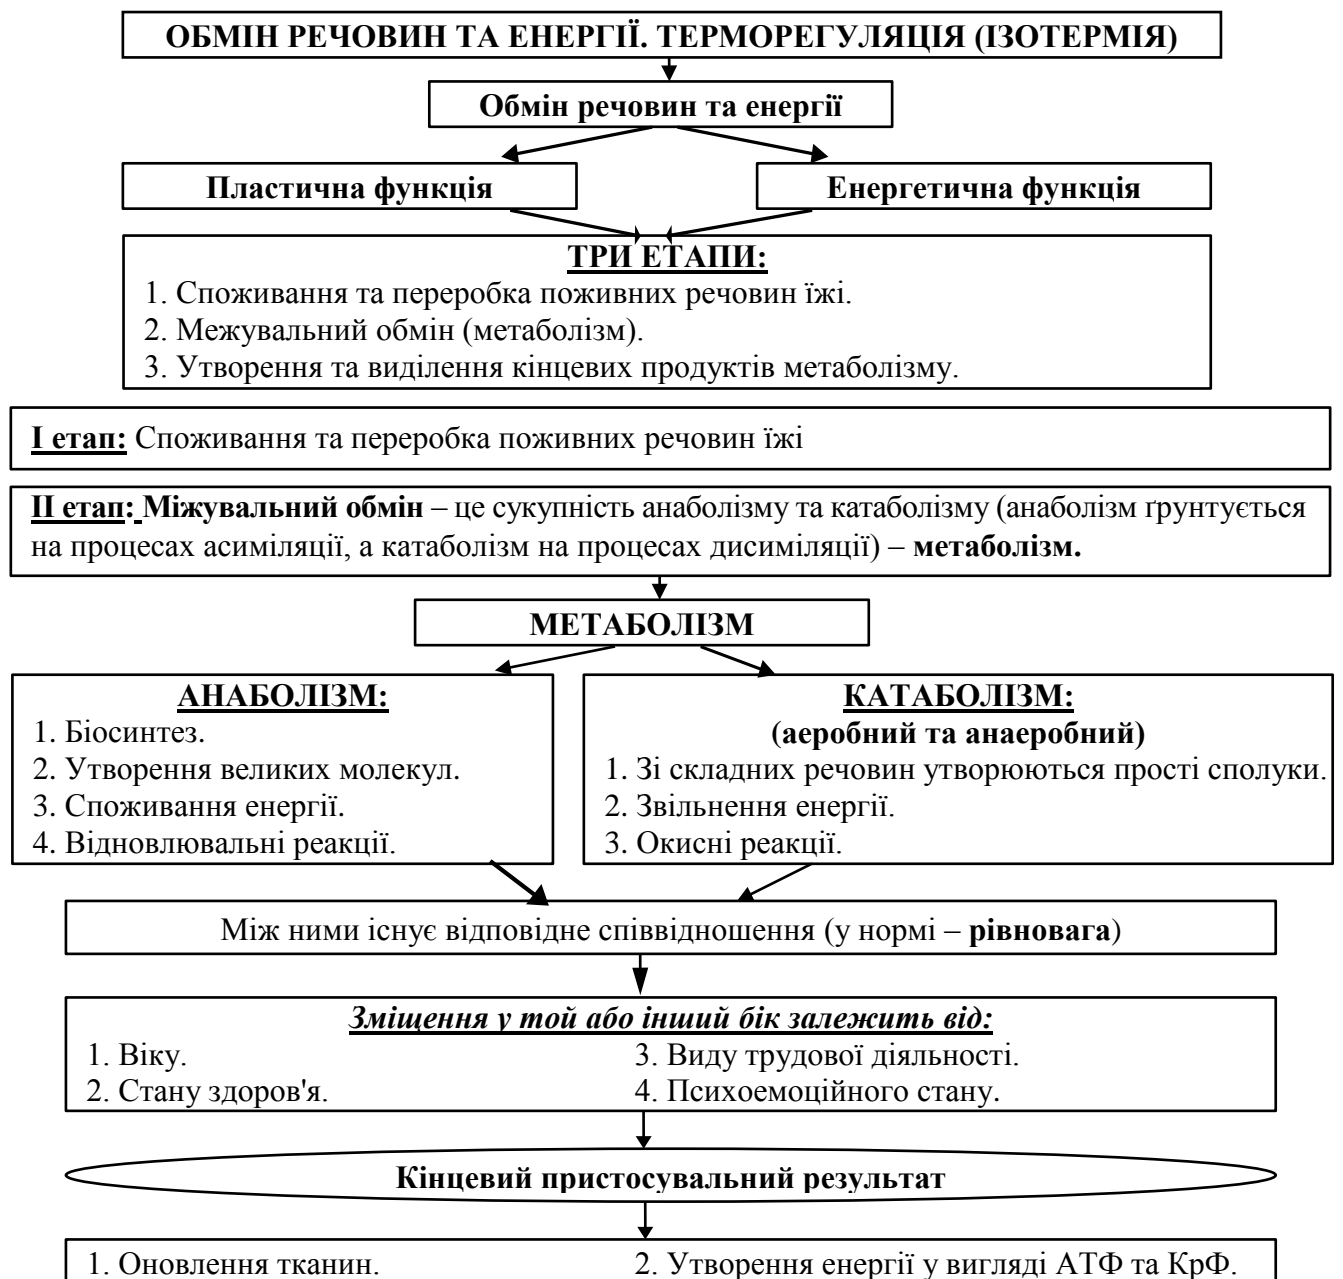 ОБМІН РЕЧОВИН ТА ЕНЕРГІЇ. ТЕРМОРЕГУЛЯЦІЯ (ІЗОТЕРМІЯ)
Обмін речовин та енергії
Пластична функція
Енергетична функція
ТРИ ЕТАПИ:
1. Споживання та переробка поживних речовин їжі.
2. Межувальний обмін (метаболізм).
3. Утворення та виділення кінцевих продуктів метаболізму.
І етап: Споживання та переробка поживних речовин їжі
ІІ етап: Міжувальний обмін – це сукупність анаболізму та катаболізму (анаболізм ґрунтується
на процесах асиміляції, а катаболізм на процесах дисиміляції) – метаболізм.
МЕТАБОЛІЗМ
АНАБОЛІЗМ:
1. Біосинтез.
2. Утворення великих молекул.
3. Споживання енергії.
4. Відновлювальні реакції.
КАТАБОЛІЗМ:
(аеробний та анаеробний)
1. Зі складних речовин утворюються прості сполуки.
2. Звільнення енергії.
3. Окисні реакції.
Між ними існує відповідне співвідношення (у нормі – рівновага)
Зміщення у той або інший бік залежить від:
1. Віку.
2. Стану здоров'я.
3. Виду трудової діяльності.
4. Психоемоційного стану.
Кінцевий пристосувальний результат
1. Оновлення тканин.
2. Утворення енергії у вигляді АТФ та КрФ.